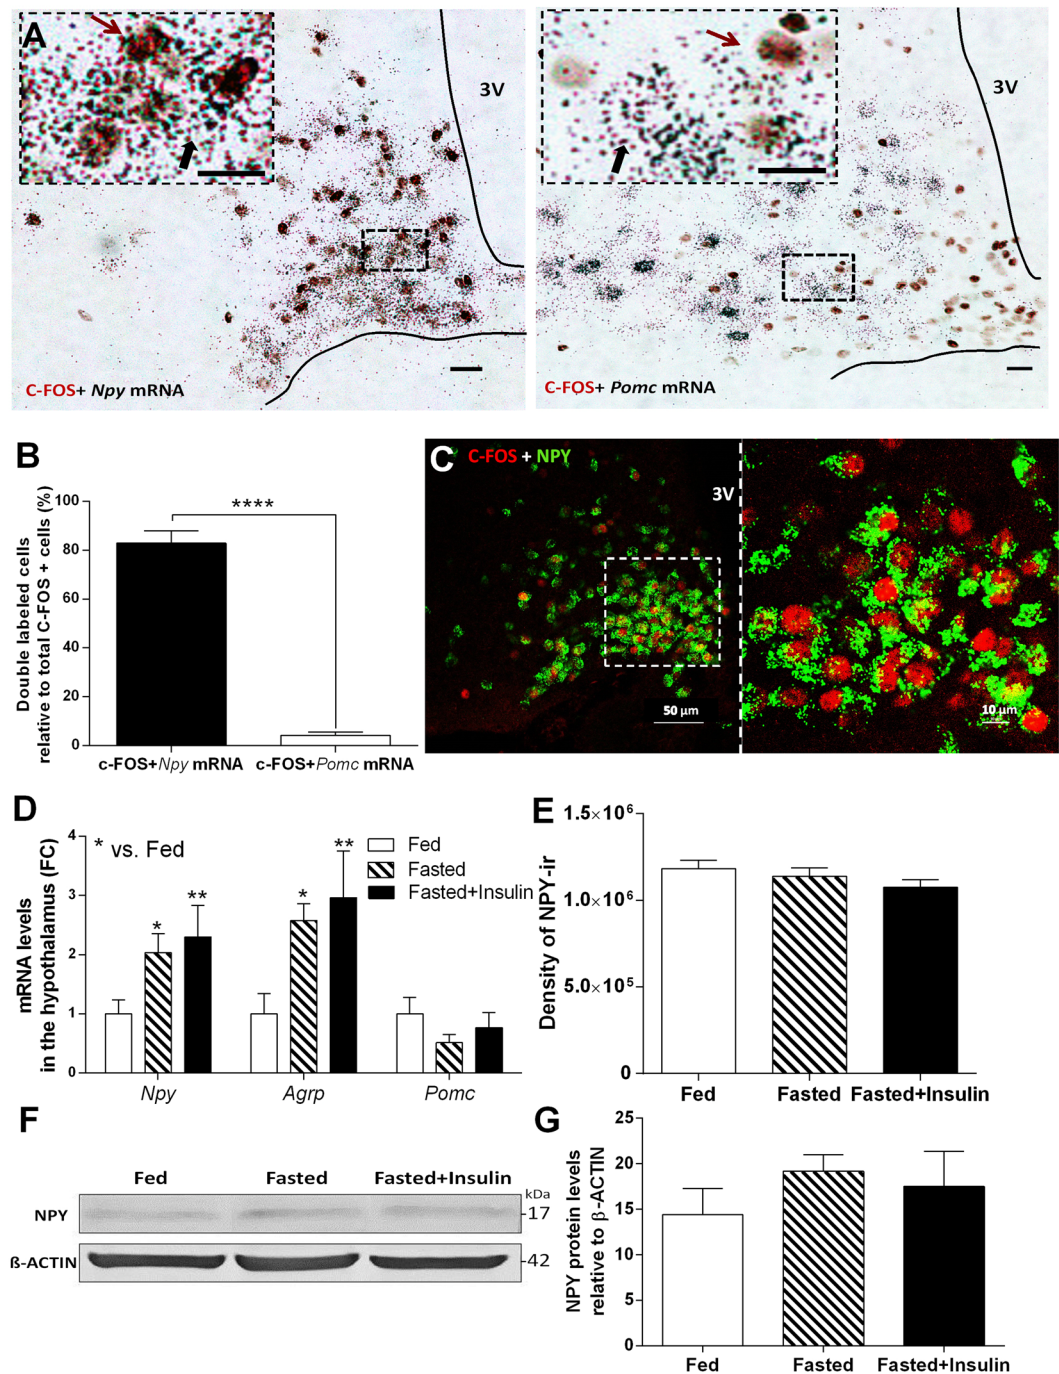 A
3V
C-FOS+ Npy mRNA
3V
C-FOS+ Pomc mRNA
B
Double labeled cells
relative to total C-FOS + cells (%)
100
80
60
40
20
0
****
c-FOS+Npy mRNA
c-FOS+Pomc mRNA
C
C-FOS + NPY
3V
50 µm
10 µm
D
* vs. Fed
mRNA levels
in the hypothalamus (FC)
4
3
2
1
0
*
**
*
**
Fed
Fasted
Fasted+Insulin
Npy
Agrp
Pomc
E
Density of NPY-ir
1.5×10⁶
1.0×10⁶
5.0×10⁵
0
Fed
Fasted
Fasted+Insulin
F
Fed
Fasted
Fasted+Insulin
kDa
NPY
-17
ß-ACTIN
-42
G
NPY protein levels
relative to β-ACTIN
25
20
15
10
5
0
Fed
Fasted
Fasted+Insulin